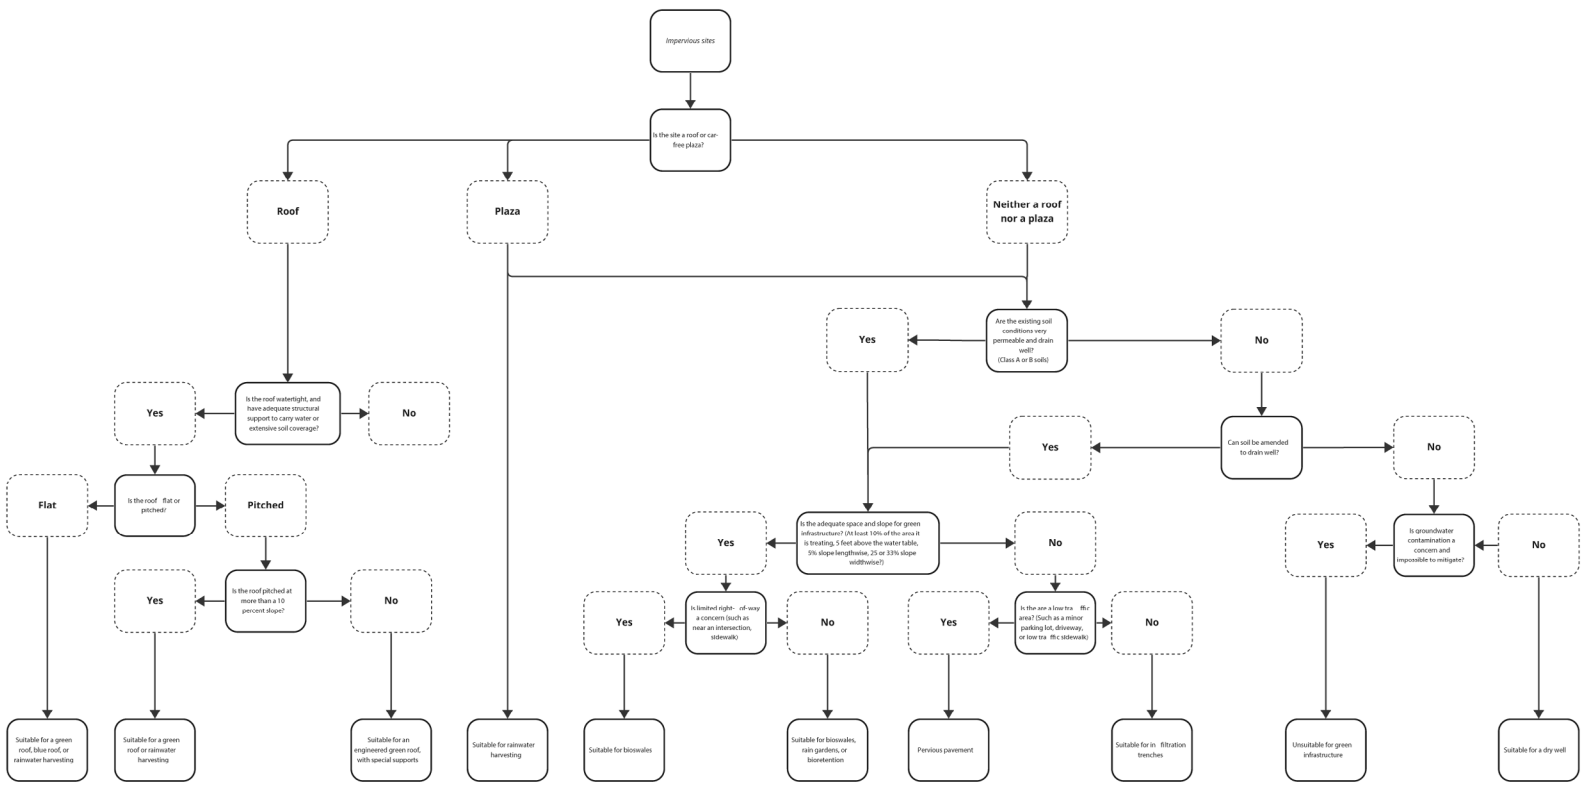 Impervious sites
Is the site a roof or car-
free plaza?
Roof
Plaza
Neither a roof
nor a plaza
Are the existing soil
conditions very
permeable and drain
well?
(Class A or B soils)
Yes
No
Is the roof watertight, and
have adequate structural
support to carry water or
extensive soil coverage?
Yes
No
Can soil be amended
to drain well?
Yes
No
Is the roof flat or
pitched?
Flat
Pitched
Is the adequate space and slope for green
infrastructure? (At least 10% of the area it
is treating, 5 feet above the water table,
5% slope lengthwise, 25 or 33% slope
widthwise?)
Yes
No
Is groundwater
contamination a
concern and
impossible to mitigate?
Yes
No
Is the roof pitched at
more than a 10
percent slope?
Yes
No
Is limited right- of-way
a concern (such as
near an intersection,
sidewalk)
Yes
No
Is the are a low tra ffic
area? (Such as a minor
parking lot, driveway,
or low tra ffic sidewalk)
Yes
No
Suitable for a green
roof, blue roof, or
rainwater harvesting
Suitable for a green
roof or rainwater
harvesting
Suitable for an
engineered green roof,
with special supports
Suitable for rainwater
harvesting
Suitable for bioswales
Suitable for bioswales,
rain gardens, or
bioretention
Pervious pavement
Suitable for in filtration
trenches
Unsuitable for green
infrastructure
Suitable for a dry well